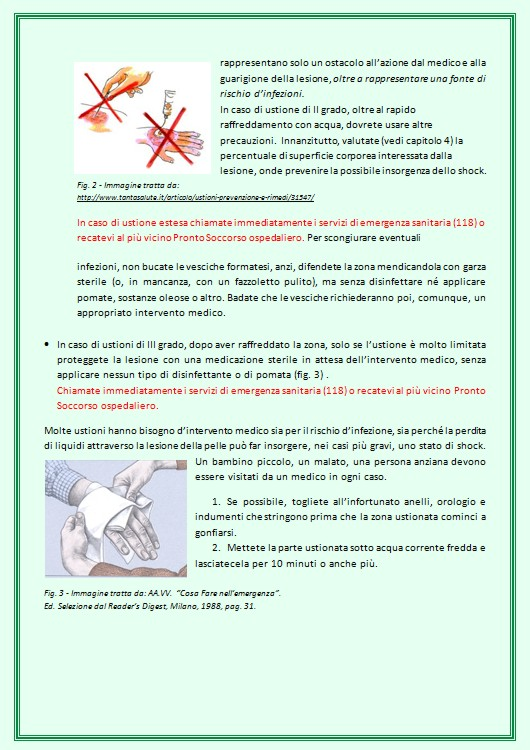 rappresentano solo un ostacolo all'azione dal medico e alla
guarigione della lesione, oltre a rappresentare una fonte di
rischio d'infezioni.
In caso di ustione di II grado, oltre al rapido
raffreddamento con acqua, dovrete usare altre
precauzioni. Innanzitutto, valutate (vedi capitolo 4) la
percentuale di superficie corporea interessata dalla
lesione, onde prevenire la possibile insorgenza dello shock.
Fig. 2 - Immagine tratta da:
http://www.tantasalute.it/articolo/ustioni-prevenzione-e-rimedi/31547/
In caso di ustione estesa chiamate immediatamente i servizi di emergenza sanitaria (118) o
recatevi al più vicino Pronto Soccorso ospedaliero. Per scongiurare eventuali
infezioni, non bucate le vesciche formatesi, anzi, difendete la zona mendicandola con garza
sterile (o, in mancanza, con un fazzoletto pulito), ma senza disinfettare né applicare
pomate, sostanze oleose o altro. Badate che le vesciche richiederanno poi, comunque, un
appropriato intervento medico.
• In caso di ustioni di III grado, dopo aver raffreddato la zona, solo se l'ustione è molto limitata
proteggete la lesione con una medicazione sterile in attesa dell'intervento medico, senza
applicare nessun tipo di disinfettante o di pomata (fig. 3) .
Chiamate immediatamente i servizi di emergenza sanitaria (118) o recatevi al più vicino Pronto
Soccorso ospedaliero.
Molte ustioni hanno bisogno d'intervento medico sia per il rischio d'infezione, sia perché la perdita
di liquidi attraverso la lesione della pelle può far insorgere, nei casi più gravi, uno stato di shock.
Un bambino piccolo, un malato, una persona anziana devono
essere visitati da un medico in ogni caso.
1. Se possibile, togliete all'infortunato anelli, orologio e
indumenti che stringono prima che la zona ustionata cominci a
gonfiarsi.
2. Mettete la parte ustionata sotto acqua corrente fredda e
lasciatecela per 10 minuti o anche più.
Fig. 3 - Immagine tratta da: AA.VV. "Cosa Fare nell'emergenza".
Ed. Selezione dal Reader's Digest, Milano, 1988, pag. 31.